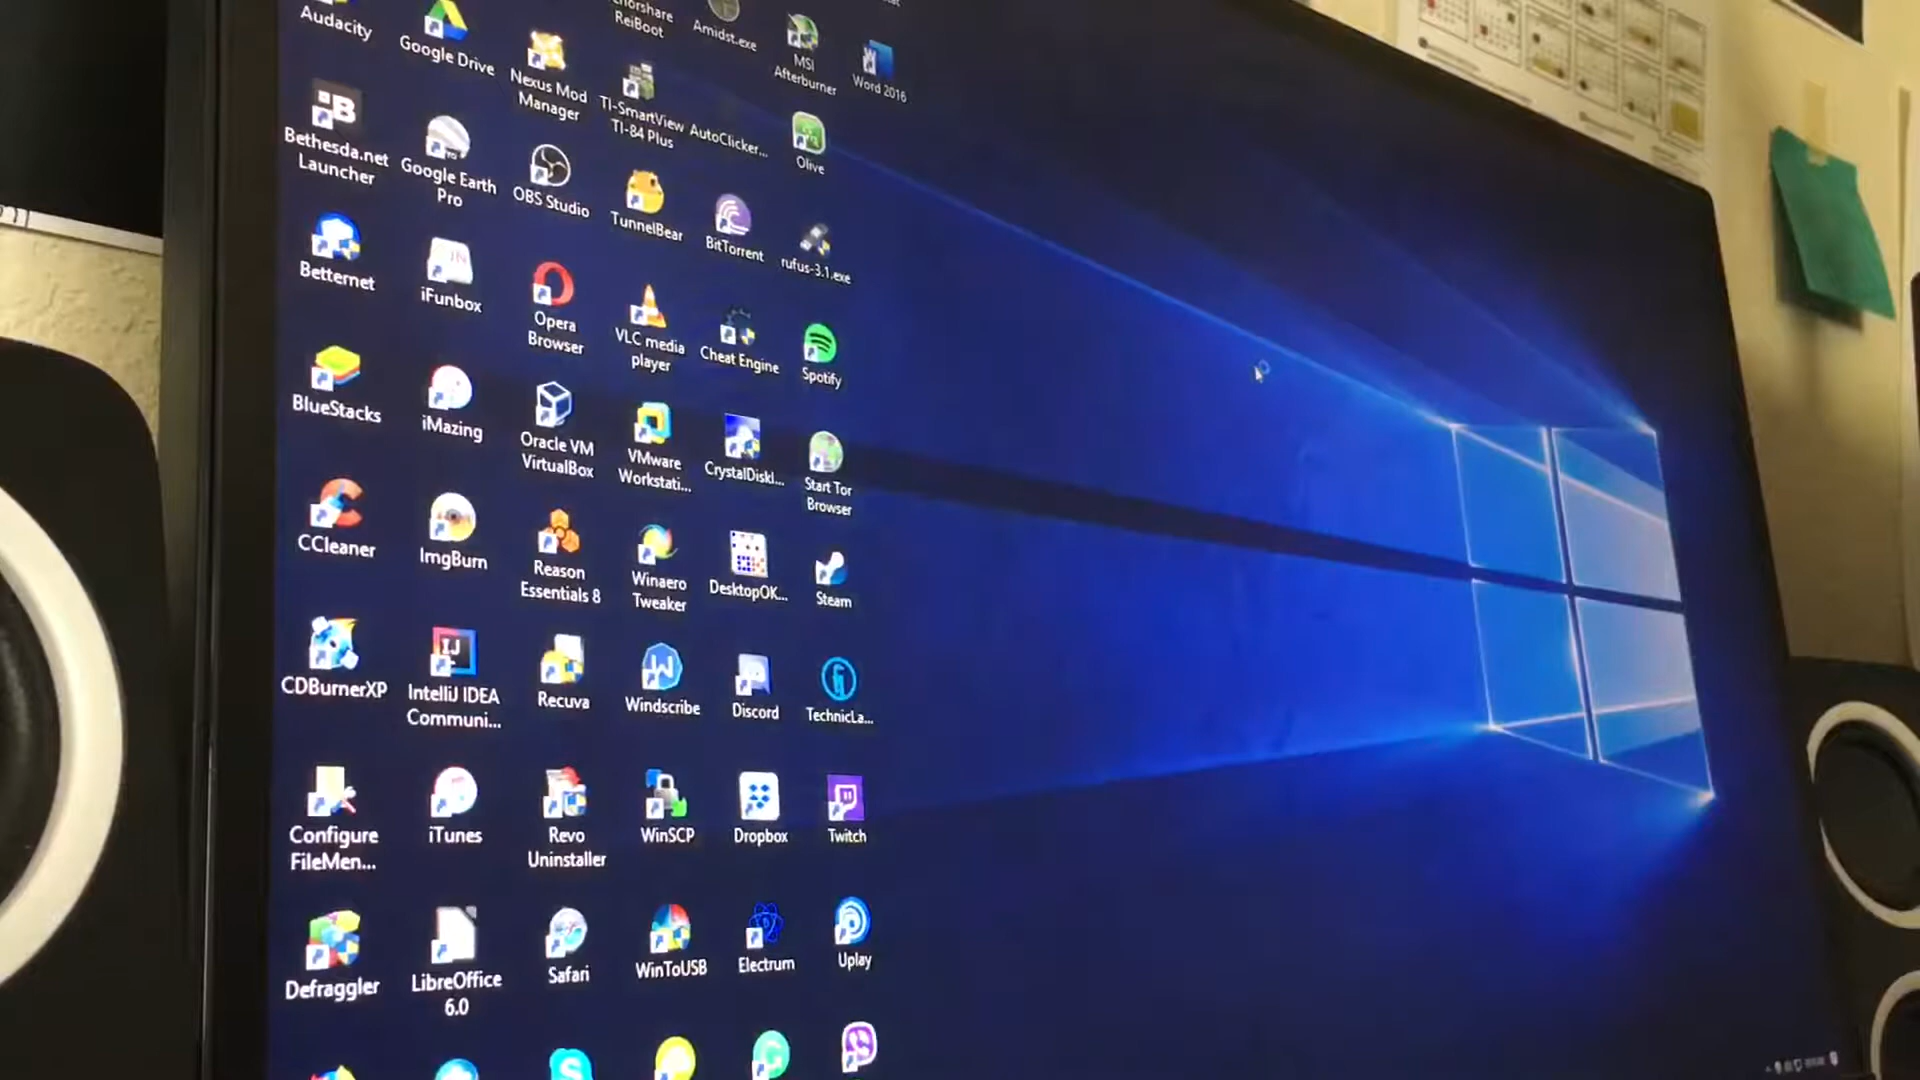 Audacity
Bethesda.net
Launcher
Betternet
BlueStacks
CCleaner
CDBurnerXP
Configure
FileMen...
Defraggler
Google Drive
Google Earth
Pro
iFunbox
iMazing
ImgBurn
IntelliJ IDEA
Communi...
iTunes
LibreOffice
6.0
Nexus Mod
Manager
OBS Studio
Opera
Browser
Oracle VM
VirtualBox
Reason
Essentials 8
Recuva
Revo
Uninstaller
Safari
ReiBoot
TI-SmartView
TI-84 Plus
TunnelBear
VLC media
player
VMware
Workstati...
Winaero
Tweaker
Windscribe
WinSCP
WinToUSB
Amidst.exe
AutoClicker...
BitTorrent
Cheat Engine
CrystalDiskI...
DesktopOK...
Discord
Dropbox
Electrum
MSI
Afterburner
Olive
rufus-3.1.exe
Spotify
Start Tor
Browser
Steam
TechnicLa...
Twitch
Uplay
Word 2016